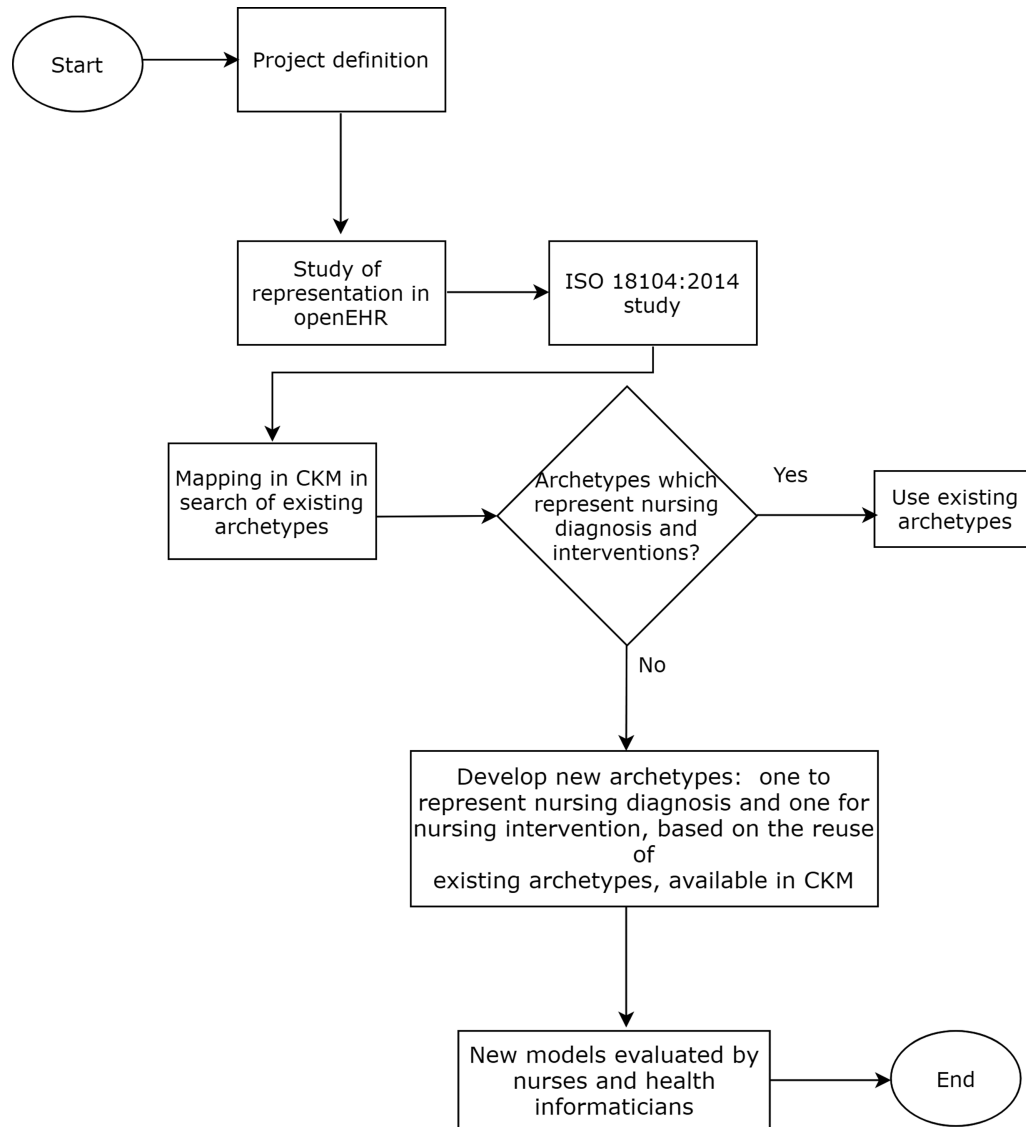 Start
Project definition
Study of
representation in
openEHR
ISO 18104:2014
study
Mapping in CKM in
search of existing
archetypes
Archetypes which
represent nursing
diagnosis and
interventions?
Yes
Use existing
archetypes
No
Develop new archetypes:  one to
represent nursing diagnosis and one for
nursing intervention, based on the reuse
of
existing archetypes, available in CKM
New models evaluated by
nurses and health
informaticians
End